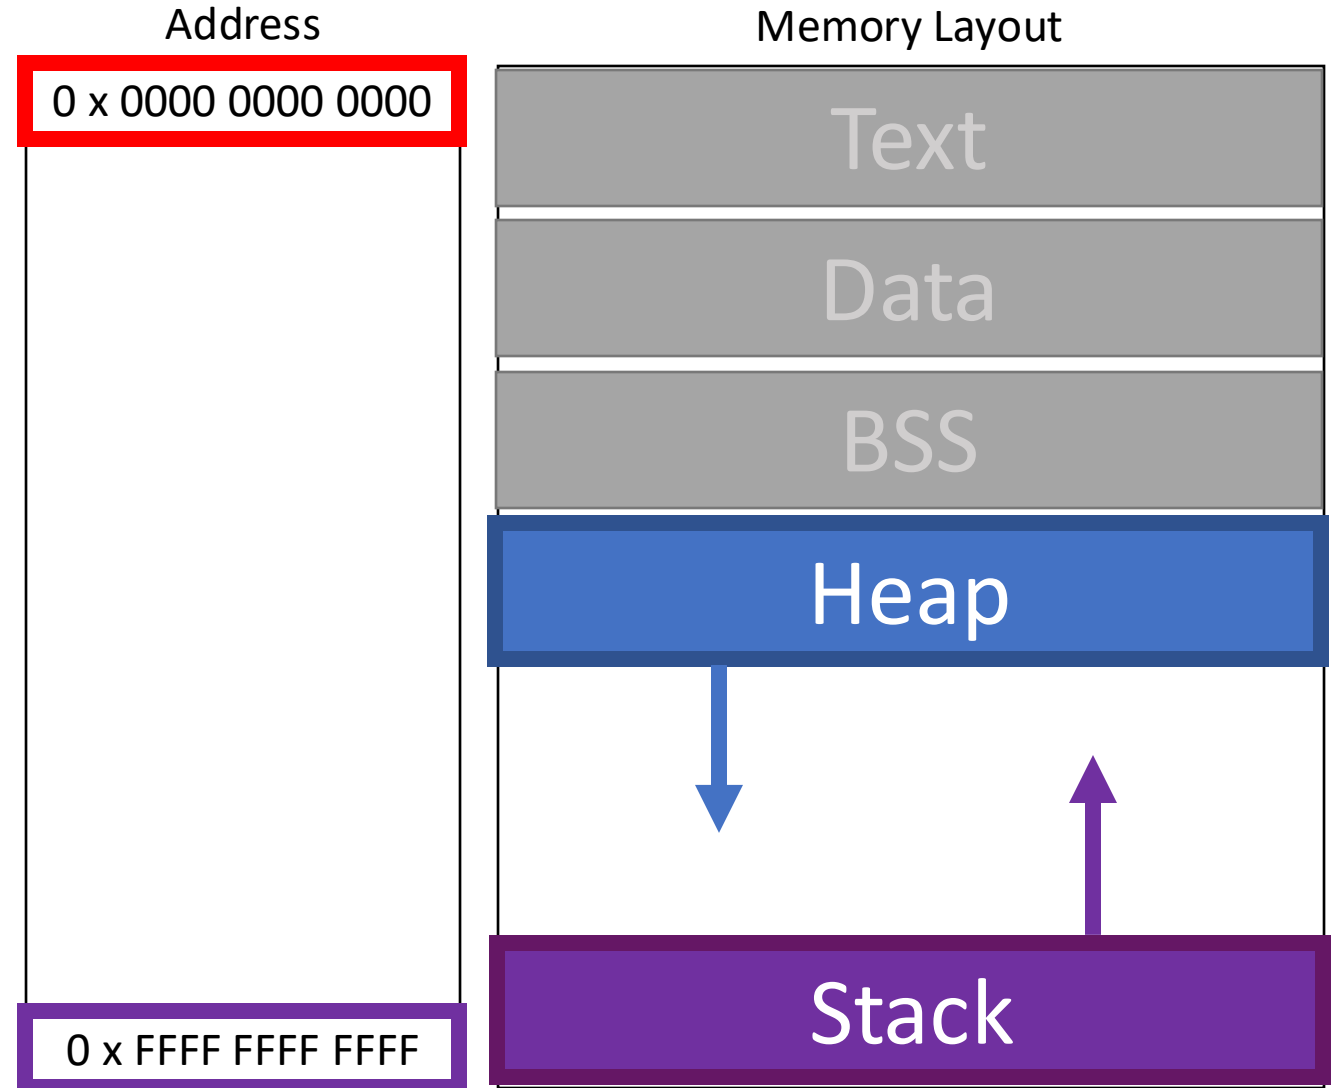 Address
Memory Layout
0 x 0000 0000 0000
Text
Data
BSS
Heap
Stack
0 x FFFF FFFF FFFF